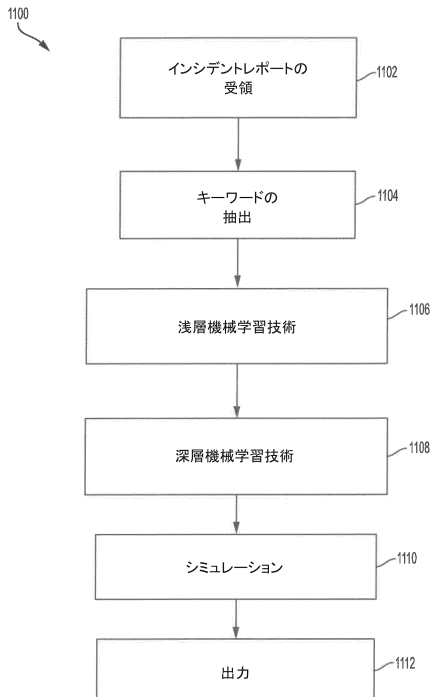 1100
インシデントレポートの
受領
1102
キーワードの
抽出
1104
浅層機械学習技術
1106
深層機械学習技術
1108
シミュレーション
1110
出力
1112